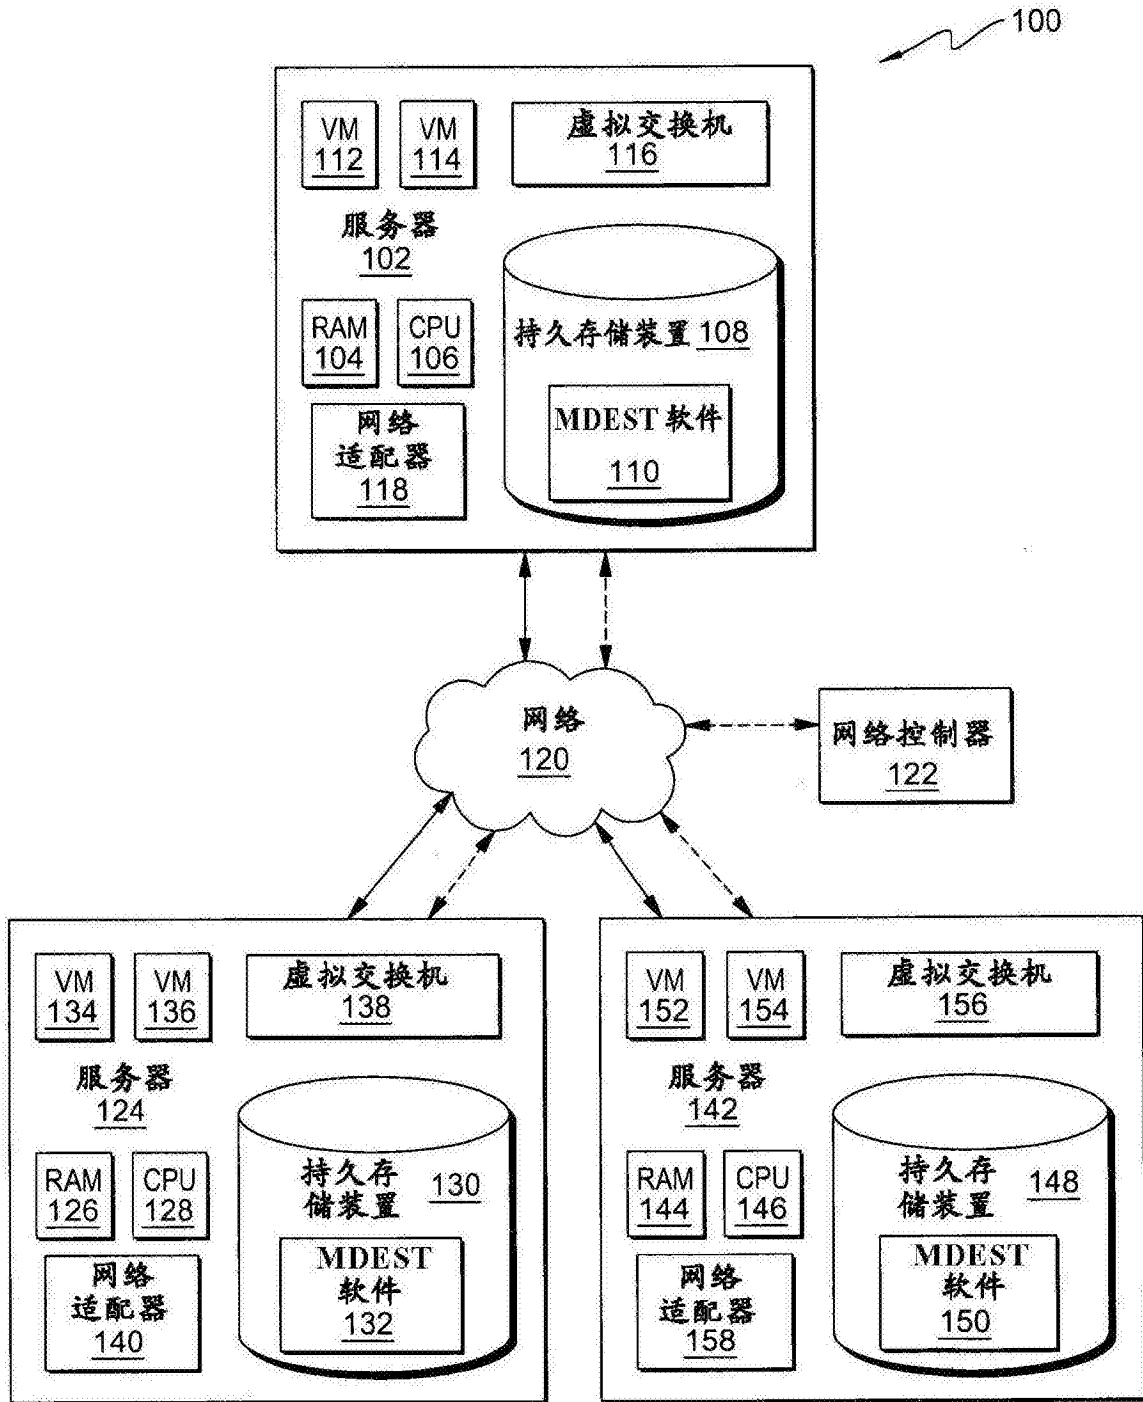 100
VM
112
VM
114
虚拟交换机
116
服务器
102
RAM
104
CPU
106
持久存储装置 108
网络
适配器
118
MDEST 软件
110
网络
120
网络控制器
122
VM
134
VM
136
虚拟交换机
138
服务器
124
RAM
126
CPU
128
持久存
储装置
130
网络
适配器
140
MDEST
软件
132
VM
152
VM
154
虚拟交换机
156
服务器
142
RAM
144
CPU
146
持久存
储装置
148
网络
适配器
158
MDEST
软件
150